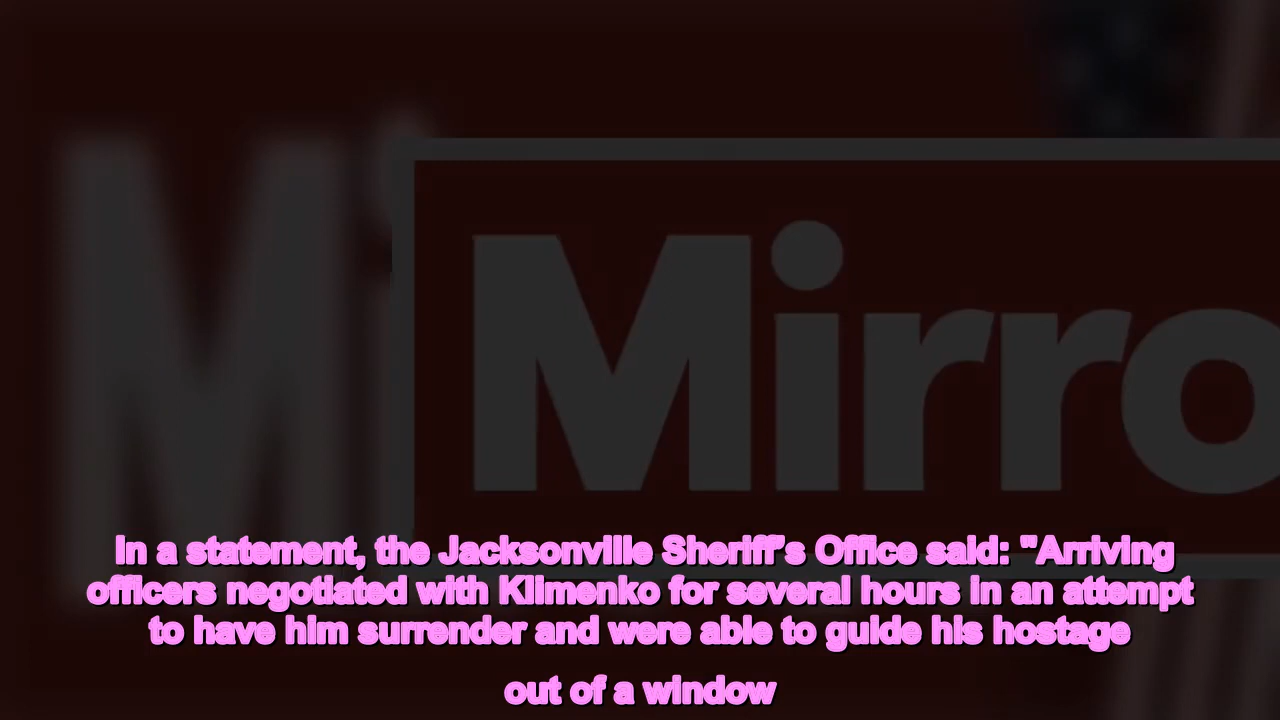 Mi
Mirro
In a statement, the Jacksonville Sheriff's Office said: "Arriving
officers negotiated with Klimenko for several hours in an attempt
to have him surrender and were able to guide his hostage
out of a window